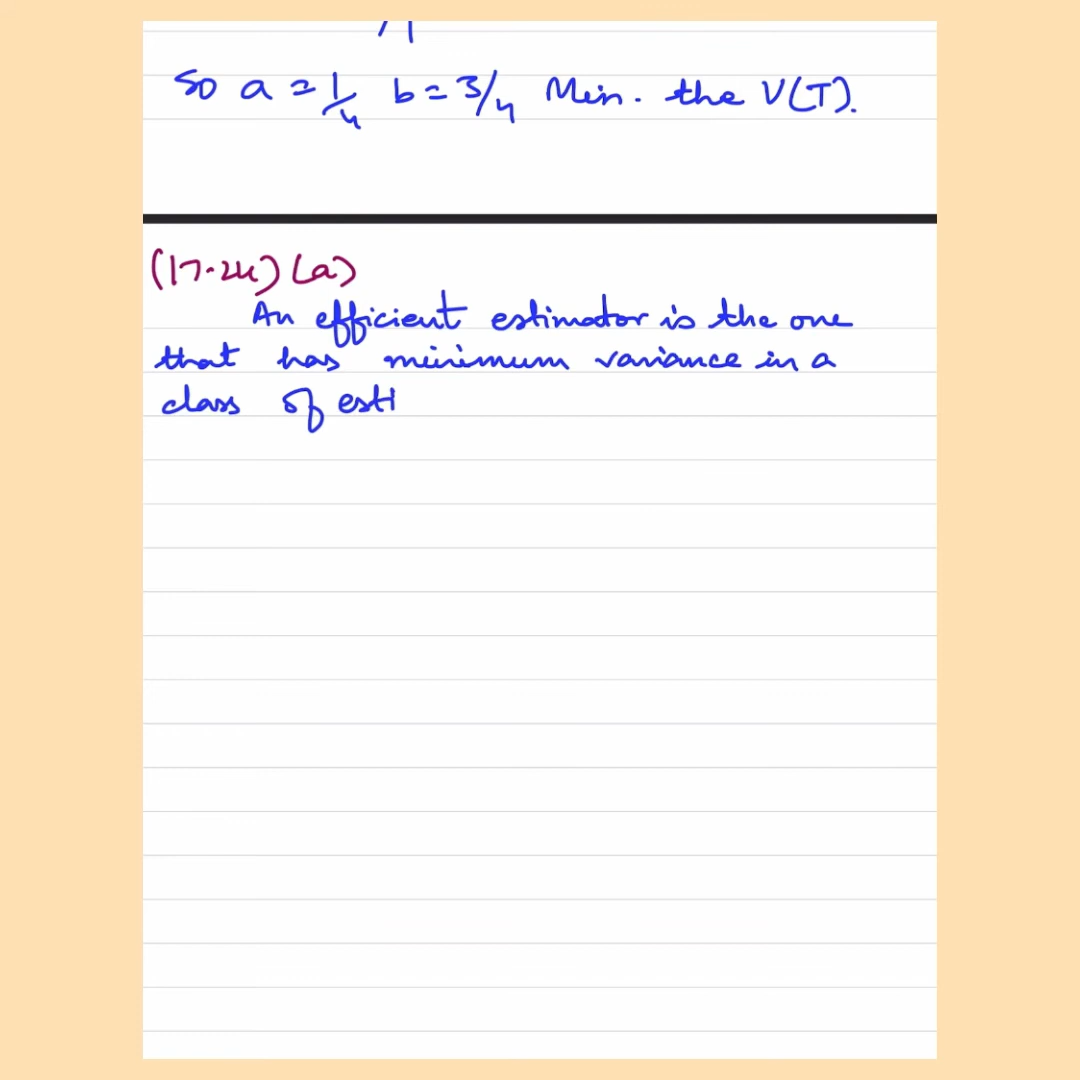 So a = 1/4 b = 3/4 Min. the V(T).
(17.24) (a)
An efficient estimator is the one
that has minimum variance in a
class of esti